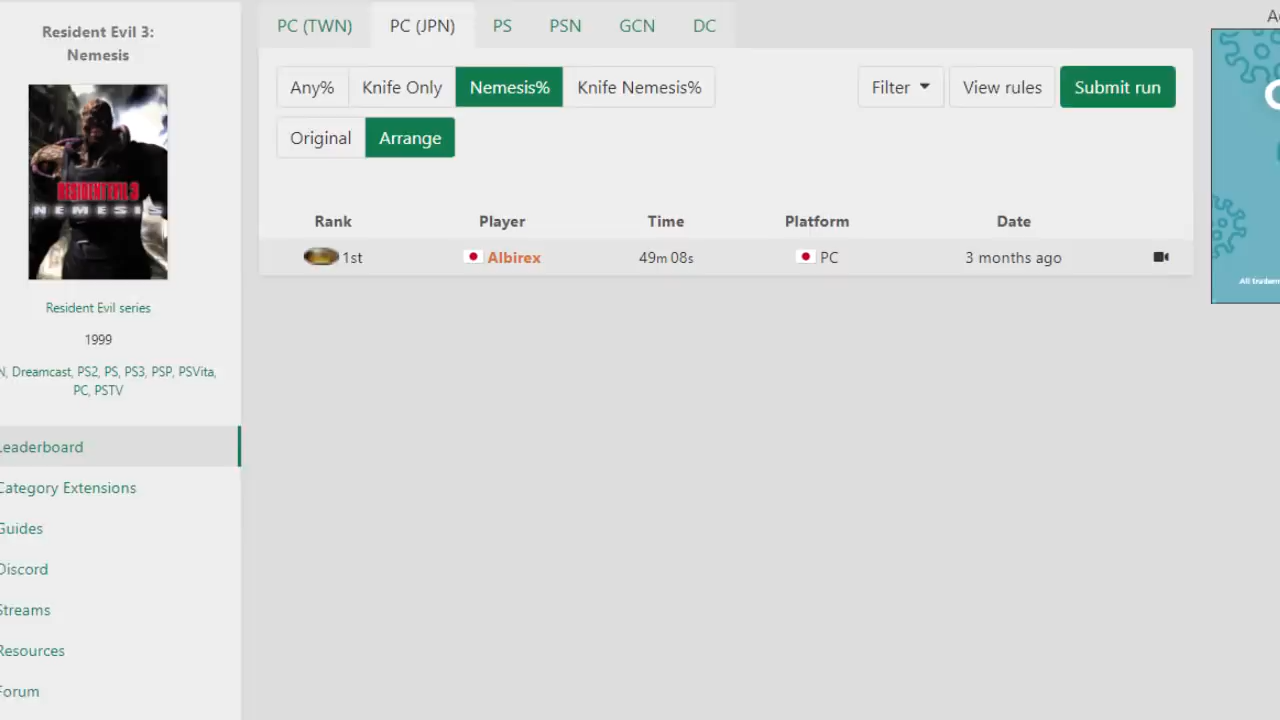 Resident Evil 3:
Nemesis
RESIDENT EVIL 3
NEMESIS
Resident Evil series
1999
N, Dreamcast, PS2, PS, PS3, PSP, PSVita,
PC, PSTV
Leaderboard
Category Extensions
Guides
Discord
Streams
Resources
Forum
PC (TWN) PC (JPN) PS PSN GCN DC
Any% Knife Only Nemesis% Knife Nemesis% Filter View rules Submit run
Original Arrange
Rank Player Time Platform Date
1st Albirex 49m 08s PC 3 months ago